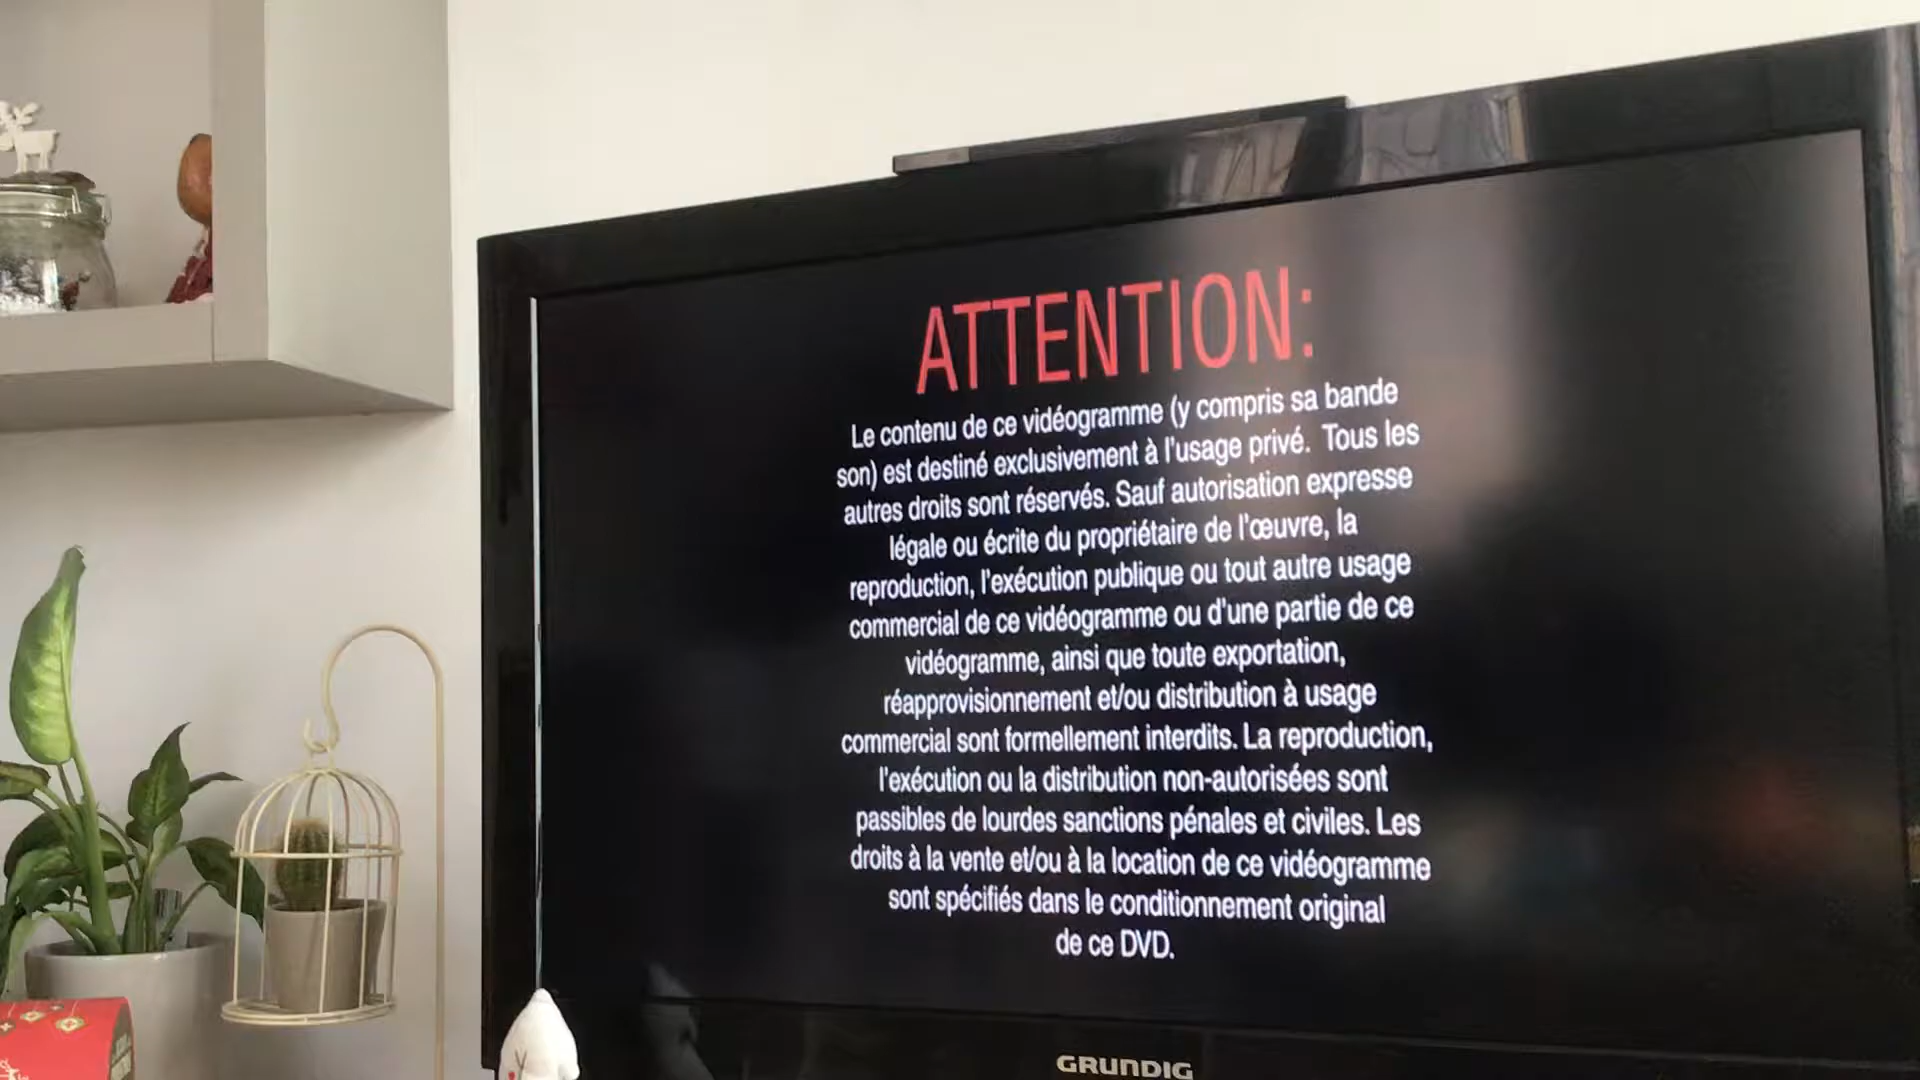 ATTENTION:
Le contenu de ce vidéogramme (y compris sa bande
son) est destiné exclusivement à l'usage privé. Tous les
autres droits sont réservés. Sauf autorisation expresse
légale ou écrite du propriétaire de l'œuvre, la
reproduction, l'exécution publique ou tout autre usage
commercial de ce vidéogramme ou d'une partie de ce
vidéogramme, ainsi que toute exportation,
réapprovisionnement et/ou distribution à usage
commercial sont formellement interdits. La reproduction,
l'exécution ou la distribution non-autorisées sont
passibles de lourdes sanctions pénales et civiles. Les
droits à la vente et/ou à la location de ce vidéogramme
sont spécifiés dans le conditionnement original
de ce DVD.
GRUNDIG